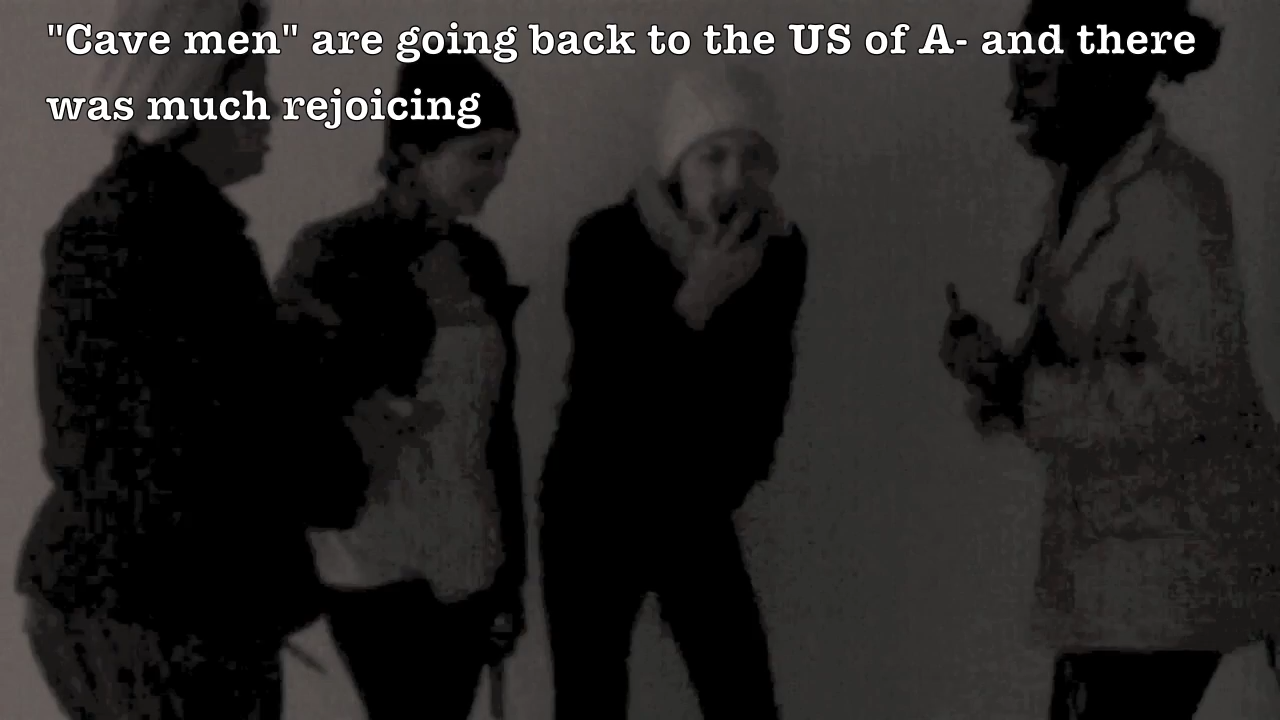 "Cave men" are going back to the US of A- and there
was much rejoicing